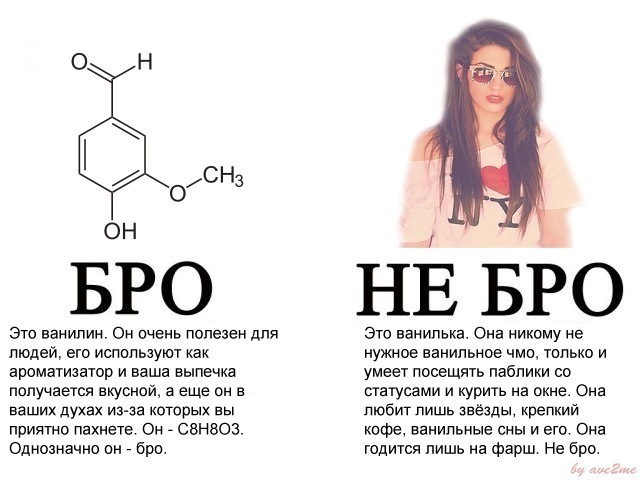 O
H
CH3
O
OH
I ❤ NY
БРО
Это ванилин. Он очень полезен для
людей, его используют как
ароматизатор и ваша выпечка
получается вкусной, а еще он в
ваших духах из-за которых вы
приятно пахнете. Он - C8H8O3.
Однозначно он - бро.
НЕ БРО
Это ванилька. Она никому не
нужное ванильное чмо, только и
умеет посещять паблики со
статусами и курить на окне. Она
любит лишь звёзды, крепкий
кофе, ванильные сны и его. Она
годится лишь на фарш. Не бро.
by ave2me